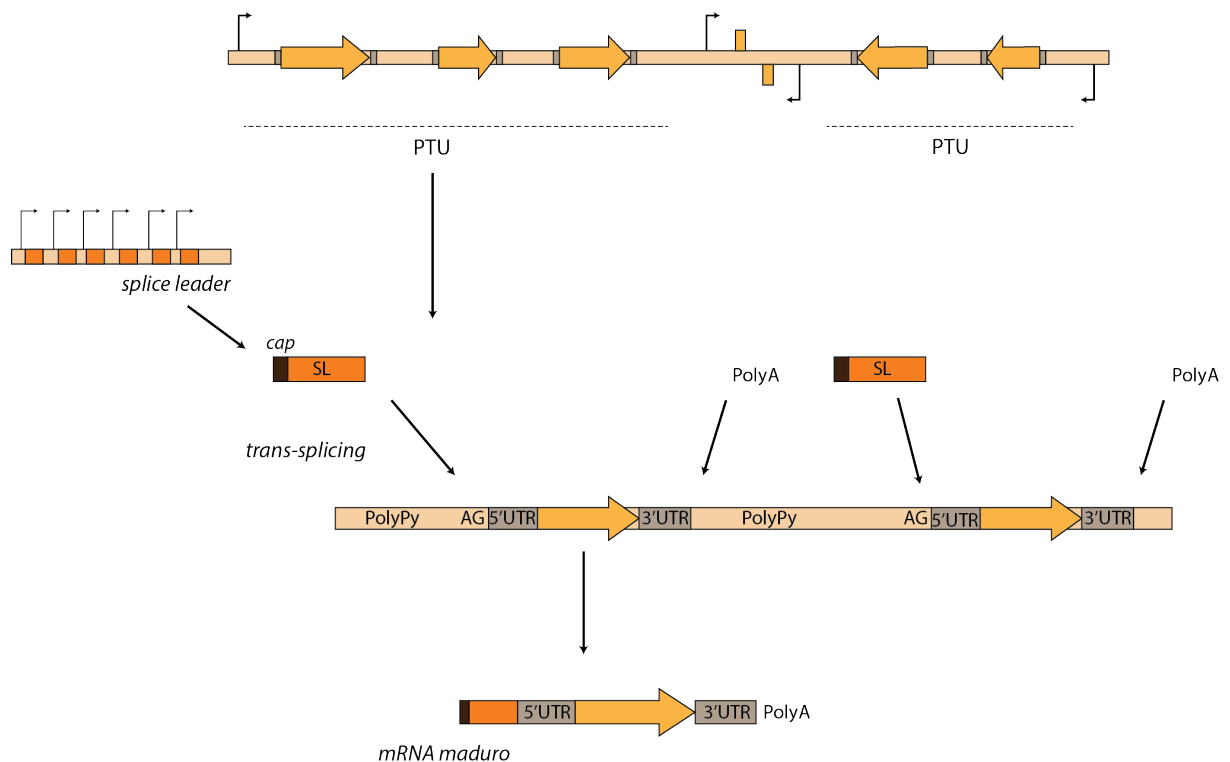 PTU
PTU
splice leader
cap
SL
SL
PolyA
PolyA
trans-splicing
PolyPy AG 5'UTR 3'UTR PolyPy AG 5'UTR 3'UTR
5'UTR 3'UTR PolyA
mRNA maduro